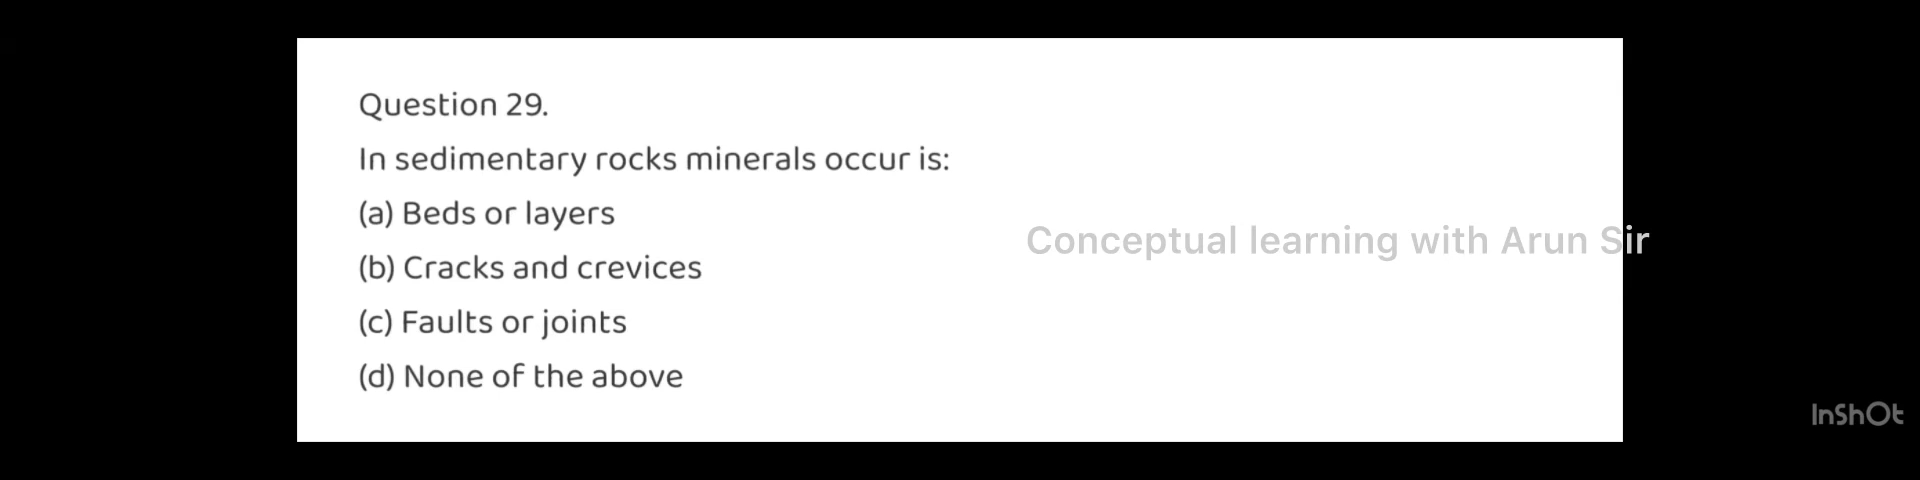 Question 29.
In sedimentary rocks minerals occur is:
(a) Beds or layers
Conceptual learning with Arun Sir
(b) Cracks and crevices
(c) Faults or joints
(d) None of the above
InShOt